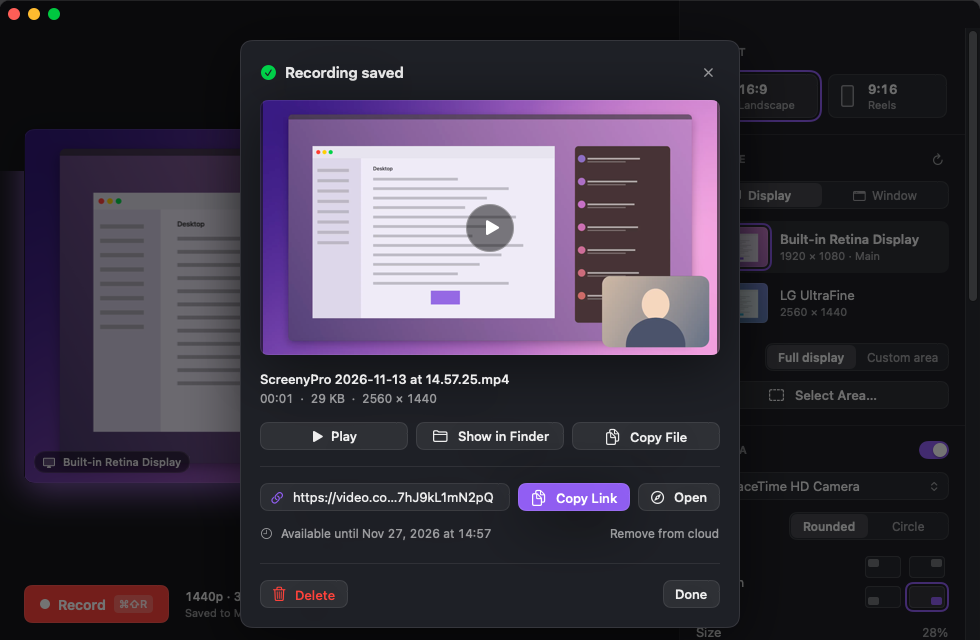 Recording saved
16:9
Landscape
9:16
Reels
Display
Window
Built-in Retina Display
1920 × 1080 · Main
LG UltraFine
2560 × 1440
Full display
Custom area
Select Area...
FaceTime HD Camera
Rounded
Circle
Size
28%
Desktop
Desktop
Built-in Retina Display
ScreenyPro 2026-11-13 at 14.57.25.mp4
00:01 · 29 KB · 2560 × 1440
Play
Show in Finder
Copy File
https://video.co...7hJ9kL1mN2pQ
Copy Link
Open
Available until Nov 27, 2026 at 14:57
Remove from cloud
Delete
Done
Record ⌘⇧R
1440p · 3
Saved to M